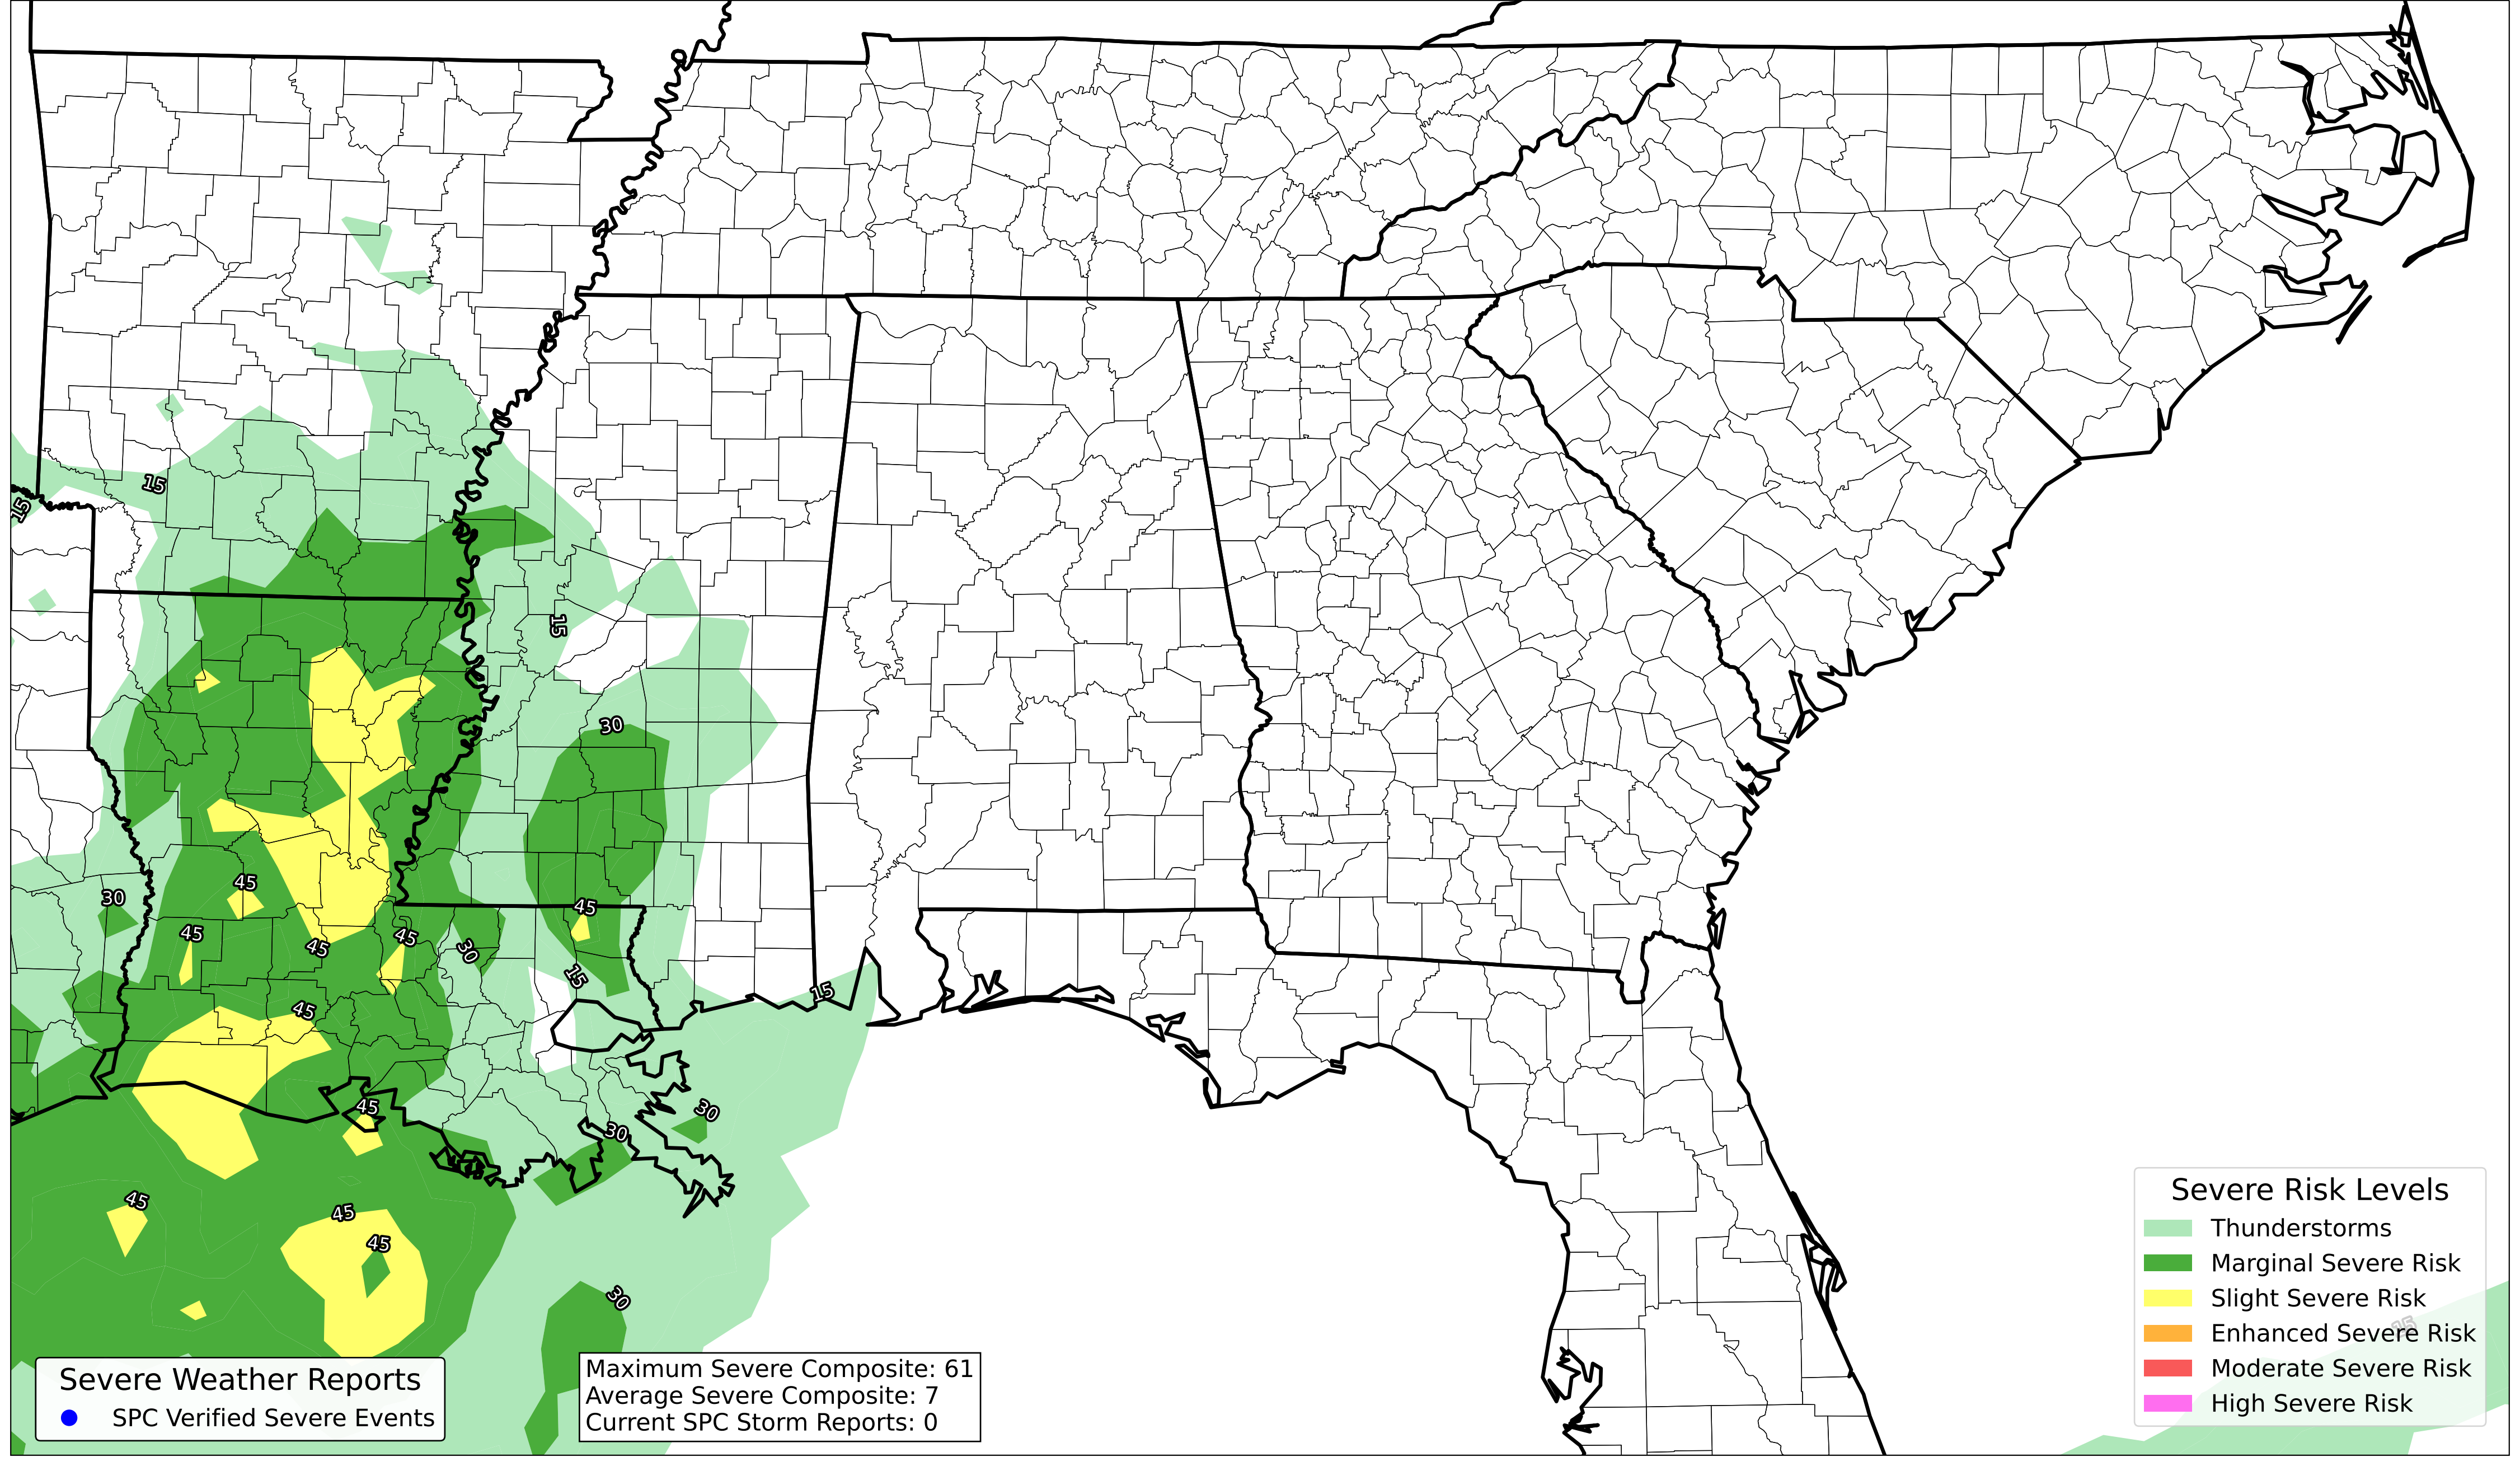 15
15
15
30
45
30
45
45
45
45
30
15
15
45
45
30
30
45
45
45
30
15
Severe Risk Levels
Thunderstorms
Marginal Severe Risk
Slight Severe Risk
Enhanced Severe Risk
Moderate Severe Risk
High Severe Risk
Severe Weather Reports
SPC Verified Severe Events
Maximum Severe Composite: 61
Average Severe Composite: 7
Current SPC Storm Reports: 0